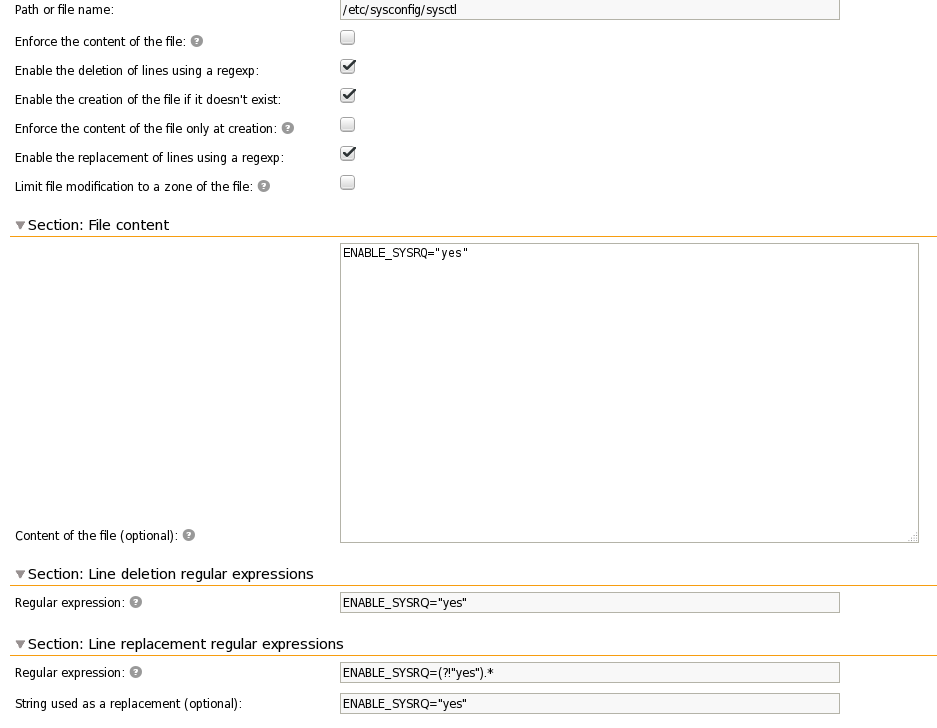 Path or file name: /etc/sysconfig/sysctl
Enforce the content of the file: ?
Enable the deletion of lines using a regexp:
Enable the creation of the file if it doesn't exist:
Enforce the content of the file only at creation: ?
Enable the replacement of lines using a regexp:
Limit file modification to a zone of the file: ?
Section: File content
ENABLE_SYSRQ="yes"
Content of the file (optional): ?
Section: Line deletion regular expressions
Regular expression: ? ENABLE_SYSRQ="yes"
Section: Line replacement regular expressions
Regular expression: ? ENABLE_SYSRQ=(?!"yes").*
String used as a replacement (optional): ENABLE_SYSRQ="yes"